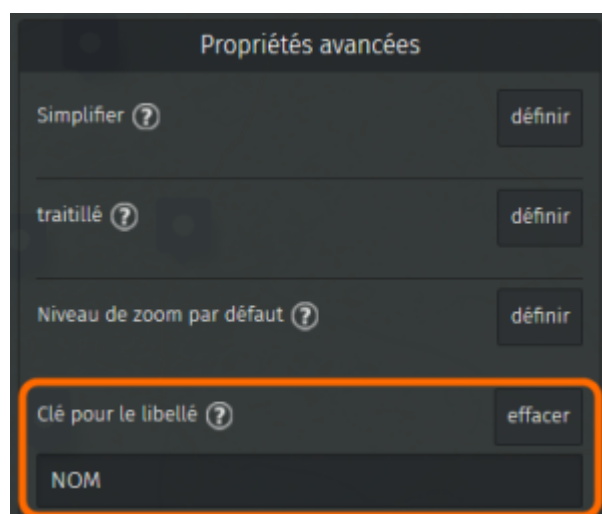 Propriétés avancées
Simplifier ? définir
traitillé ? définir
Niveau de zoom par défaut ? définir
Clé pour le libellé ? effacer
NOM